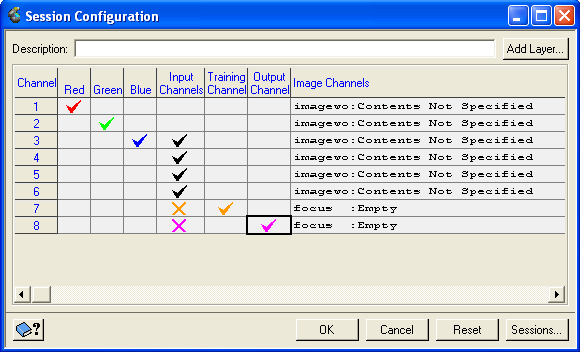 Session Configuration
Description: Add Layer...
Channel Red Green Blue Input Channels Training Channel Output Channel Image Channels
1 imagewo:Contents Not Specified
2 imagewo:Contents Not Specified
3 imagewo:Contents Not Specified
4 imagewo:Contents Not Specified
5 imagewo:Contents Not Specified
6 imagewo:Contents Not Specified
7 focus :Empty
8 focus :Empty
? OK Cancel Reset Sessions...